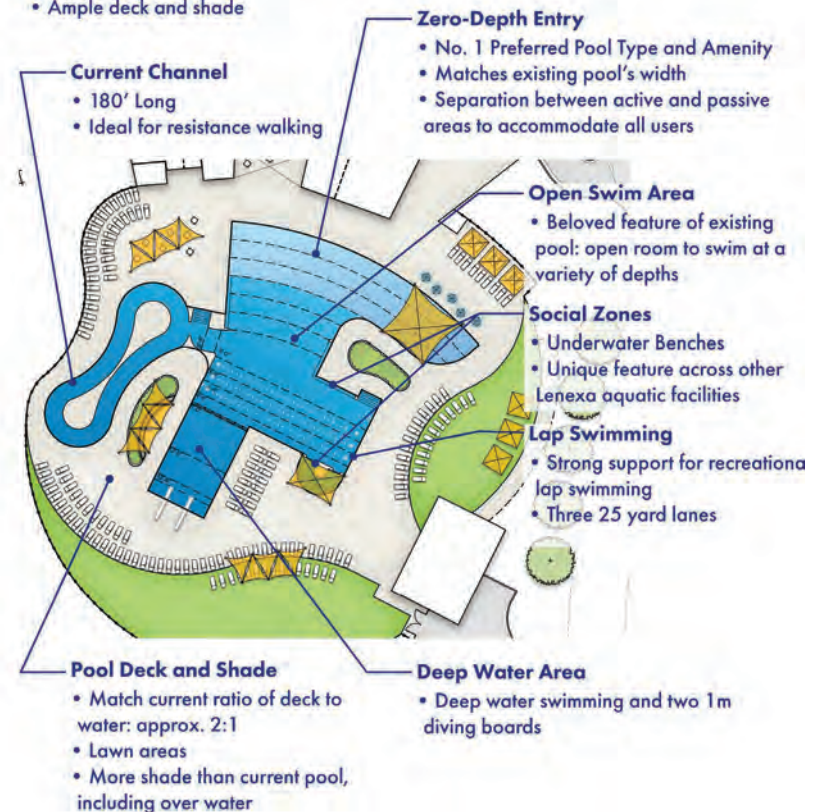 • Ample deck and shade
Zero-Depth Entry
• No. 1 Preferred Pool Type and Amenity
• Matches existing pool's width
• Separation between active and passive
areas to accommodate all users
Current Channel
• 180' Long
• Ideal for resistance walking
Open Swim Area
• Beloved feature of existing
pool: open room to swim at a
variety of depths
Social Zones
• Underwater Benches
• Unique feature across other
Lenexa aquatic facilities
Lap Swimming
• Strong support for recreationa
lap swimming
• Three 25 yard lanes
Pool Deck and Shade
• Match current ratio of deck to
water: approx. 2:1
• Lawn areas
• More shade than current pool,
including over water
Deep Water Area
• Deep water swimming and two 1m
diving boards